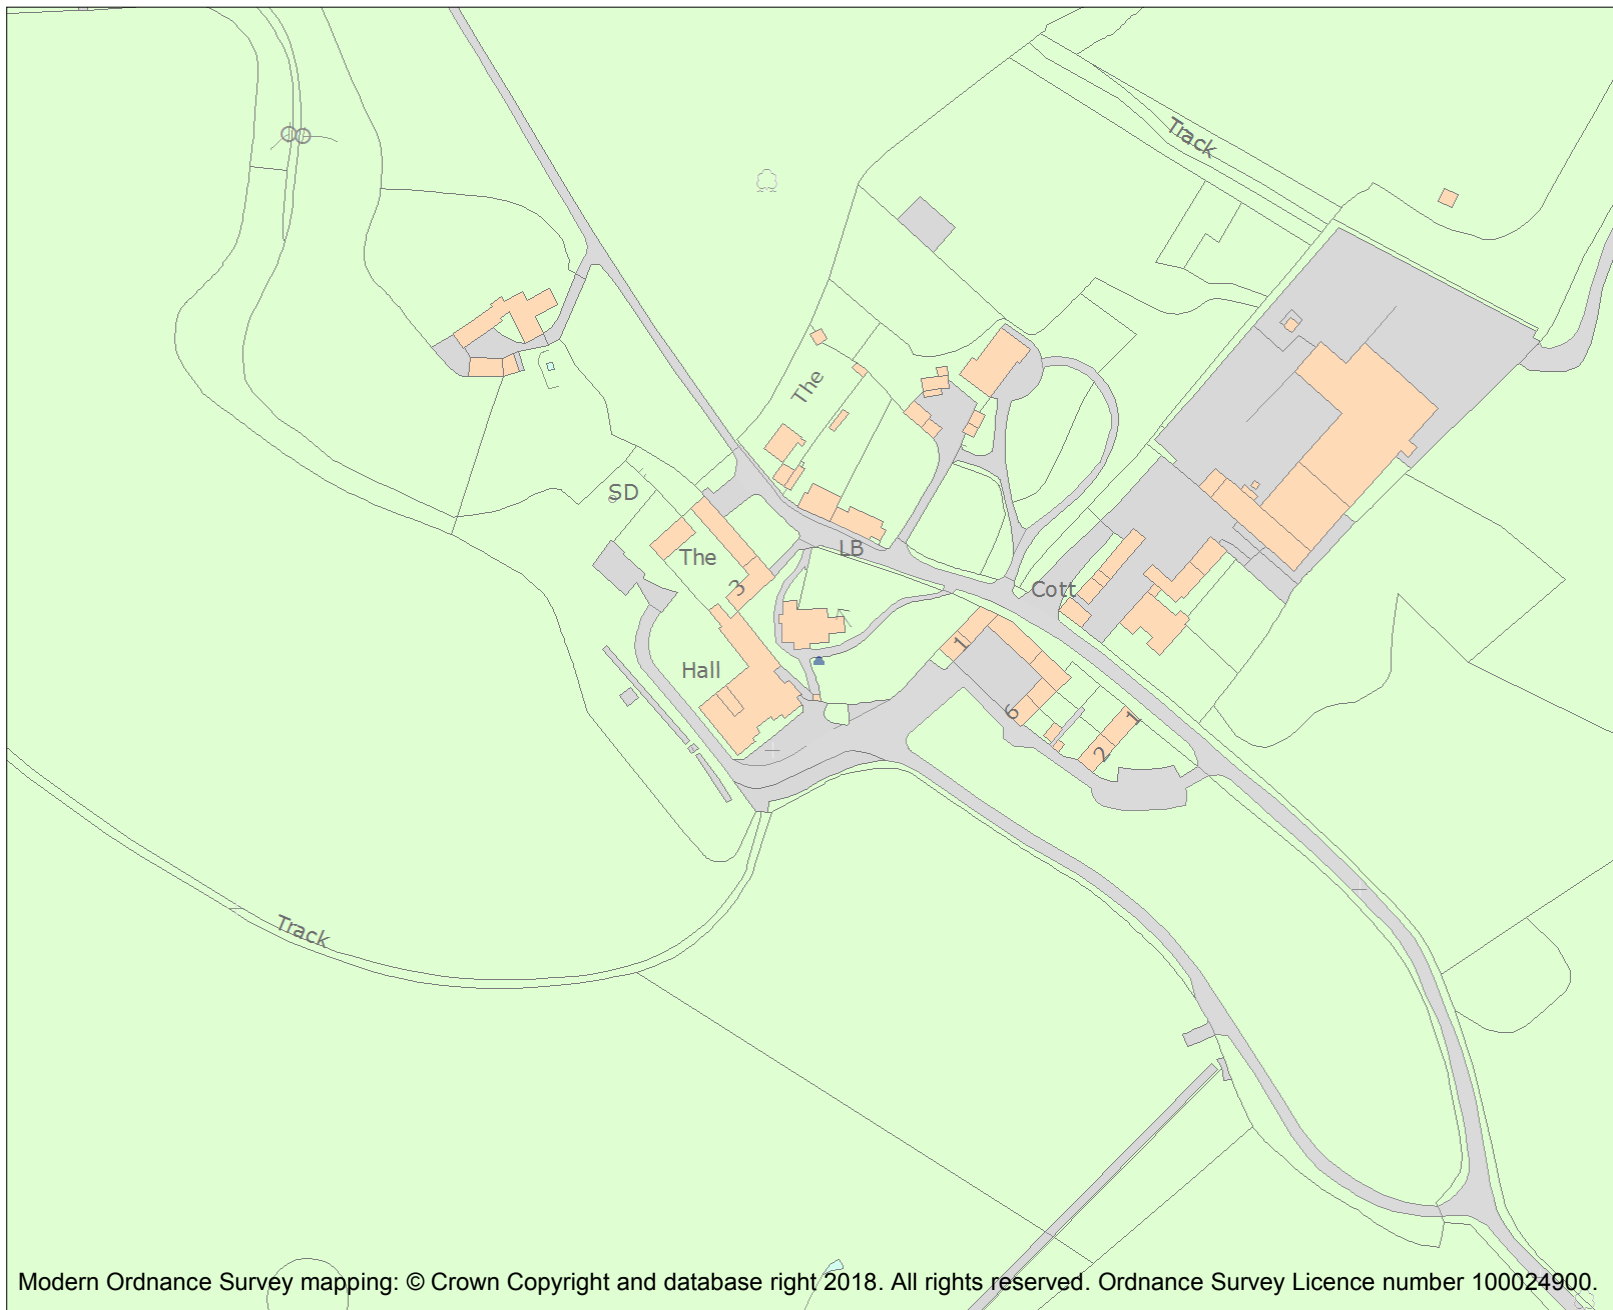 Track
The
SD
LB
The
3
Cott
1
Hall
6
1
2
Track
Modern Ordnance Survey mapping: © Crown Copyright and database right 2018. All rights reserved. Ordnance Survey Licence number 100024900.